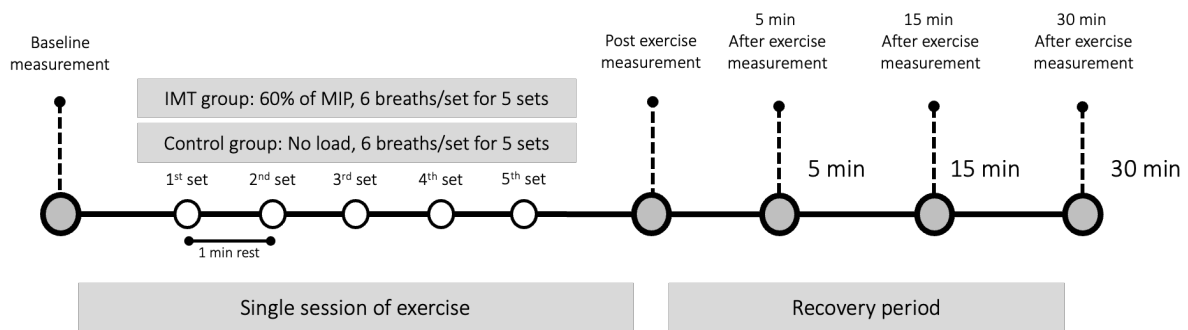 Baseline
measurement
IMT group: 60% of MIP, 6 breaths/set for 5 sets
Control group: No load, 6 breaths/set for 5 sets
1st set
2nd set
3rd set
4th set
5th set
1 min rest
Post exercise
measurement
5 min
After exercise
measurement
15 min
After exercise
measurement
30 min
After exercise
measurement
5 min
15 min
30 min
Single session of exercise
Recovery period